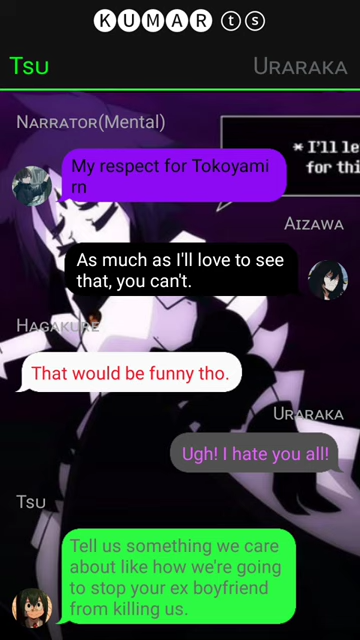 KUMAR ts
Tsu
Uraraka
Narrator(Mental)
* I'll le
for thi
My respect for Tokoyami
rn
Aizawa
As much as I'll love to see
that, you can't.
Hagakure
That would be funny tho.
Uraraka
Ugh! I hate you all!
Tsu
Tell us something we care
about like how we're going
to stop your ex boyfriend
from killing us.